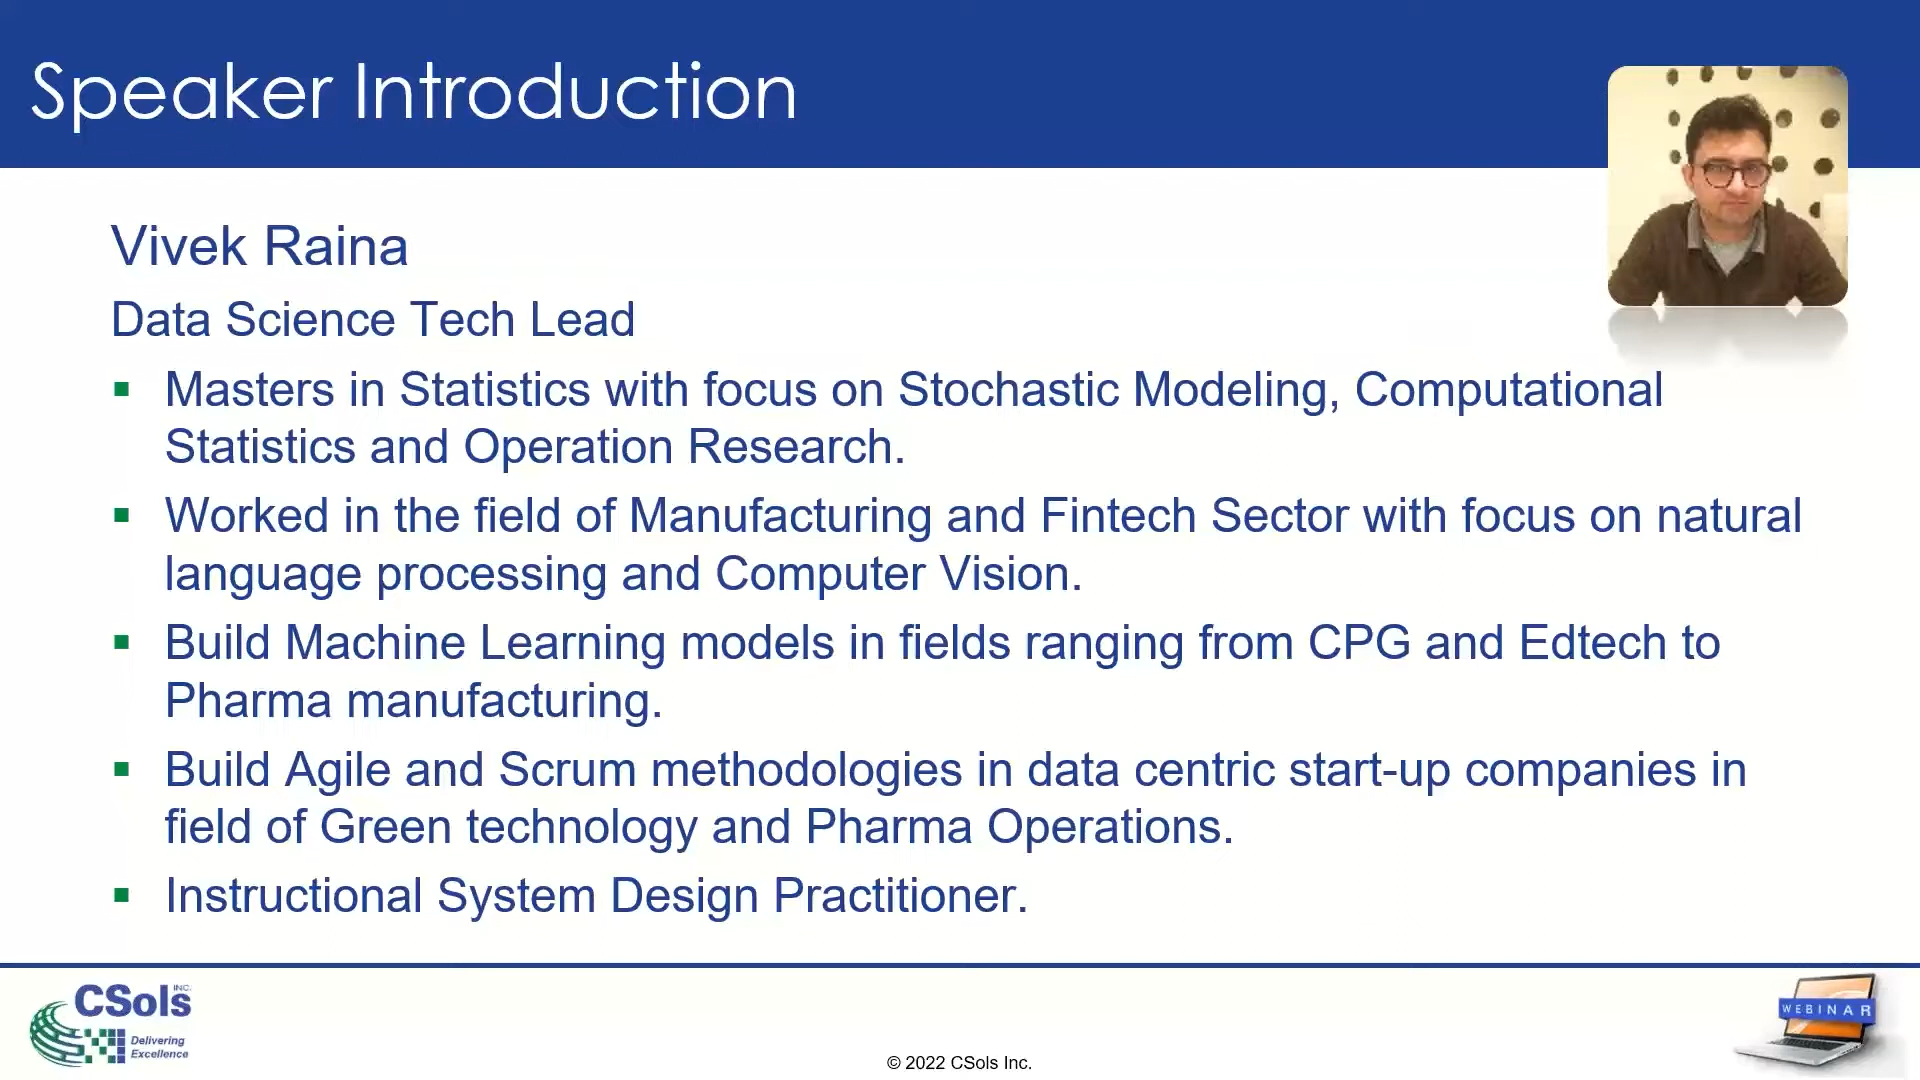 Speaker Introduction
Vivek Raina
Data Science Tech Lead
▪ Masters in Statistics with focus on Stochastic Modeling, Computational
Statistics and Operation Research.
▪ Worked in the field of Manufacturing and Fintech Sector with focus on natural
language processing and Computer Vision.
▪ Build Machine Learning models in fields ranging from CPG and Edtech to
Pharma manufacturing.
▪ Build Agile and Scrum methodologies in data centric start-up companies in
field of Green technology and Pharma Operations.
▪ Instructional System Design Practitioner.
CSols INC.
Delivering
Excellence
© 2022 CSols Inc.
WEBINAR